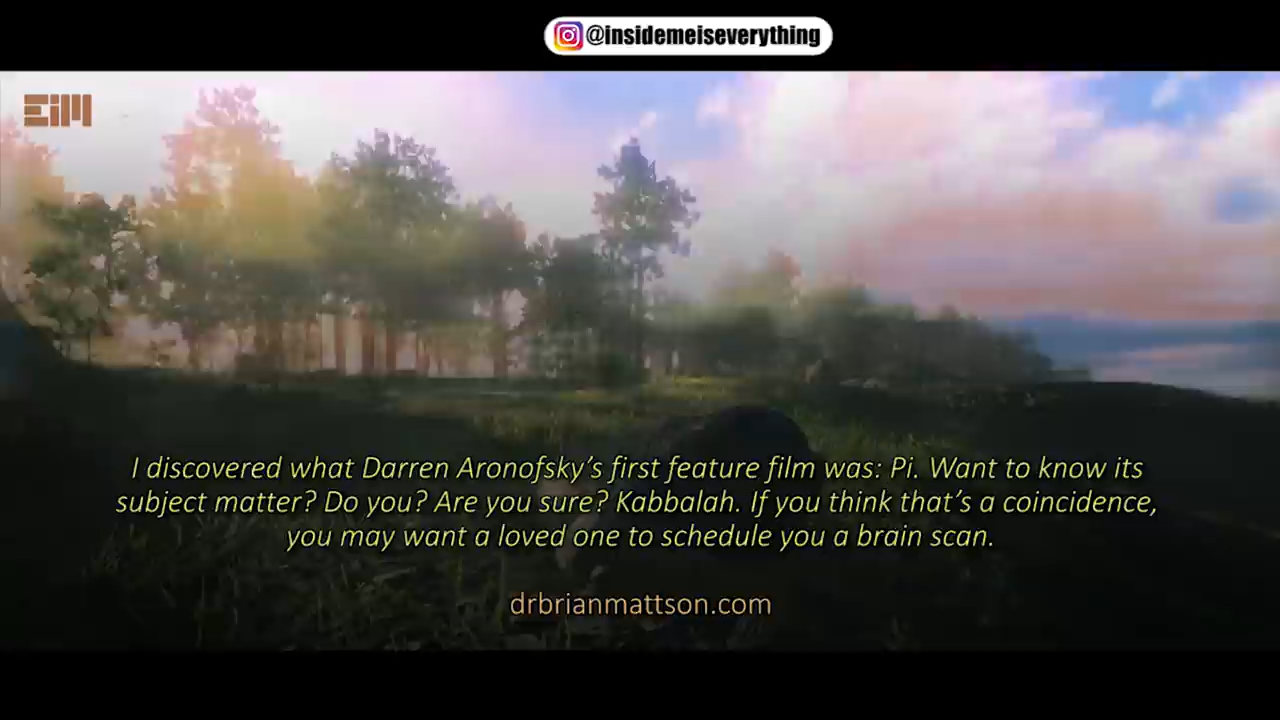 @insidemeiseverything
EiM
I discovered what Darren Aronofsky’s first feature film was: Pi. Want to know its
subject matter? Do you? Are you sure? Kabbalah. If you think that’s a coincidence,
you may want a loved one to schedule you a brain scan.
drbrianmattson.com